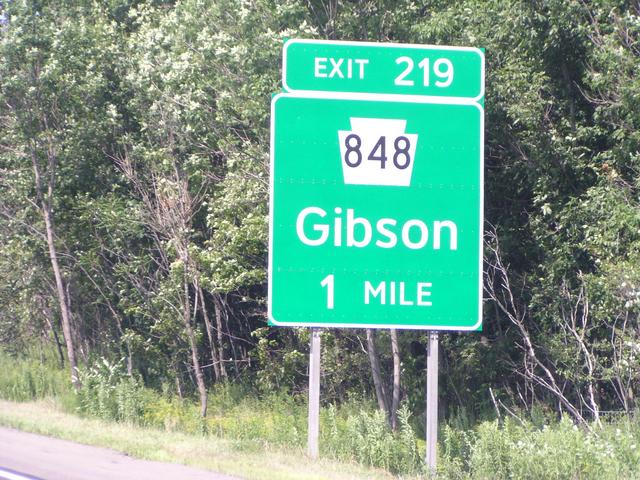 EXIT 219
848
Gibson
1 MILE